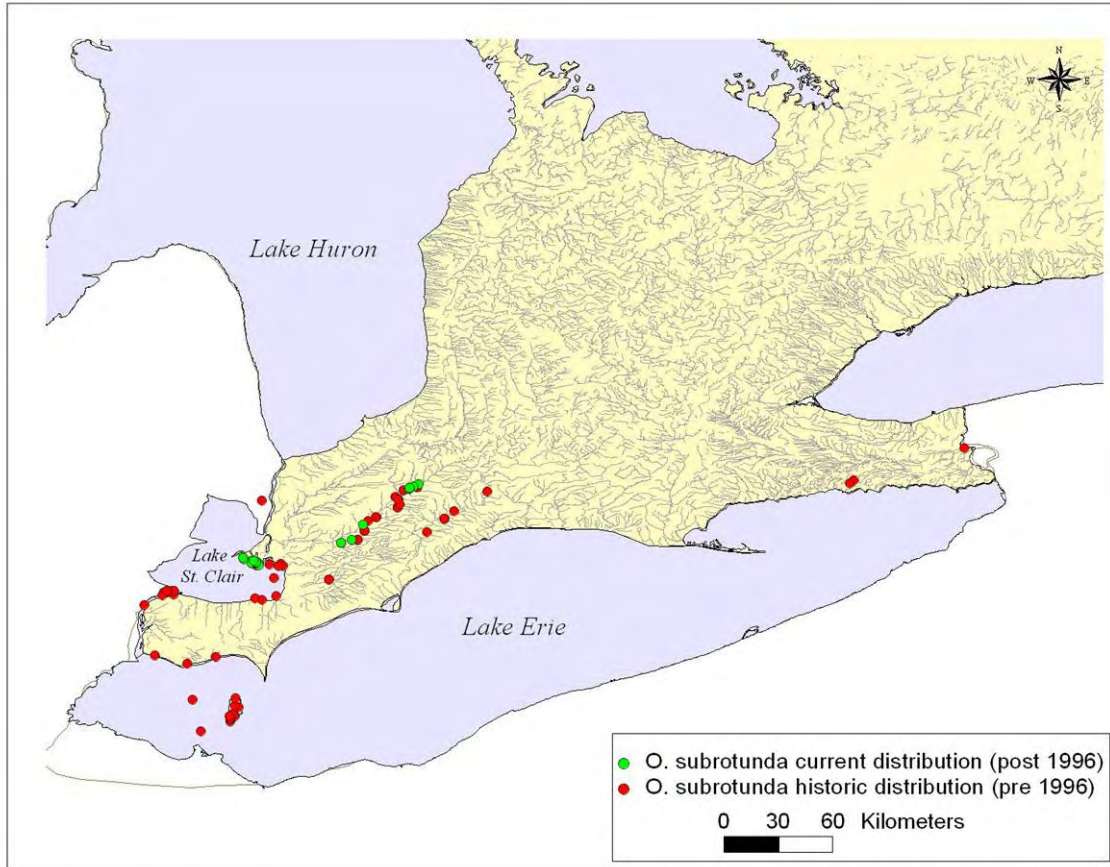 N
W E
S
Lake Huron
Lake
St. Clair
Lake Erie
O. subrotunda current distribution (post 1996)
O. subrotunda historic distribution (pre 1996)
0 30 60 Kilometers